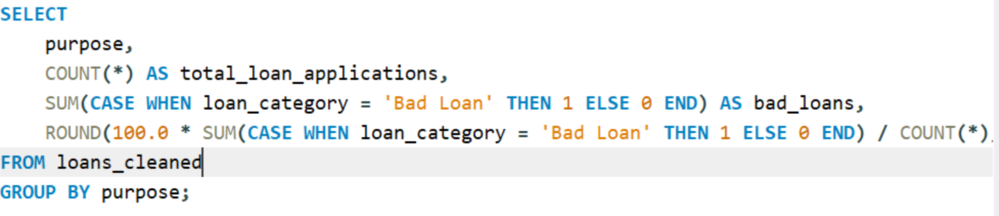 SELECT
    purpose,
    COUNT(*) AS total_loan_applications,
    SUM(CASE WHEN loan_category = 'Bad Loan' THEN 1 ELSE 0 END) AS bad_loans,
    ROUND(100.0 * SUM(CASE WHEN loan_category = 'Bad Loan' THEN 1 ELSE 0 END) / COUNT(*)
FROM loans_cleaned
GROUP BY purpose;